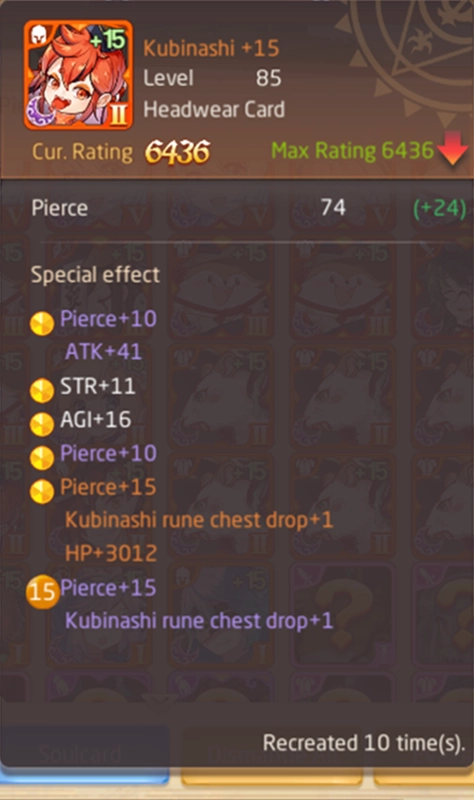 +15
II
Kubinashi +15
Level 85
Headwear Card
Cur. Rating 6436 Max Rating 6436
Pierce 74 (+24)
Special effect
Pierce+10
ATK+41
STR+11
AGI+16
Pierce+10
Pierce+15
Kubinashi rune chest drop+1
HP+3012
15 Pierce+15
Kubinashi rune chest drop+1
Recreated 10 time(s).
Soulcard